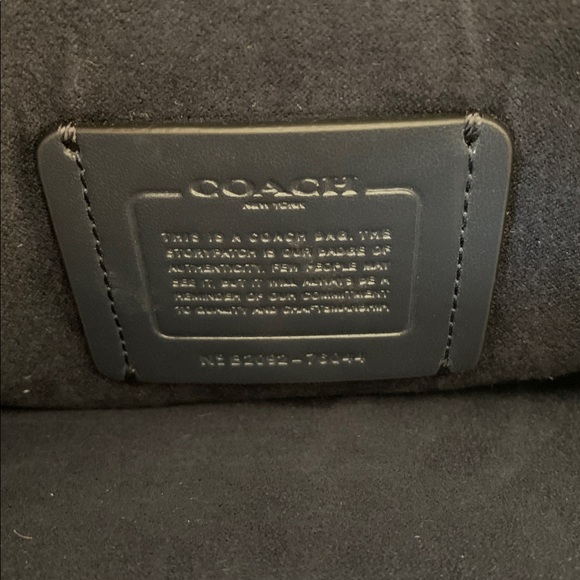 COACH
NEW YORK
THIS IS A COACH BAG. THE
STORYPATCH IS OUR BADGE OF
AUTHENTICITY. FEW PEOPLE MAY
SEE IT, BUT IT WILL ALWAYS BE A
REMINDER OF OUR COMMITMENT
TO QUALITY AND CRAFTSMANSHIP.